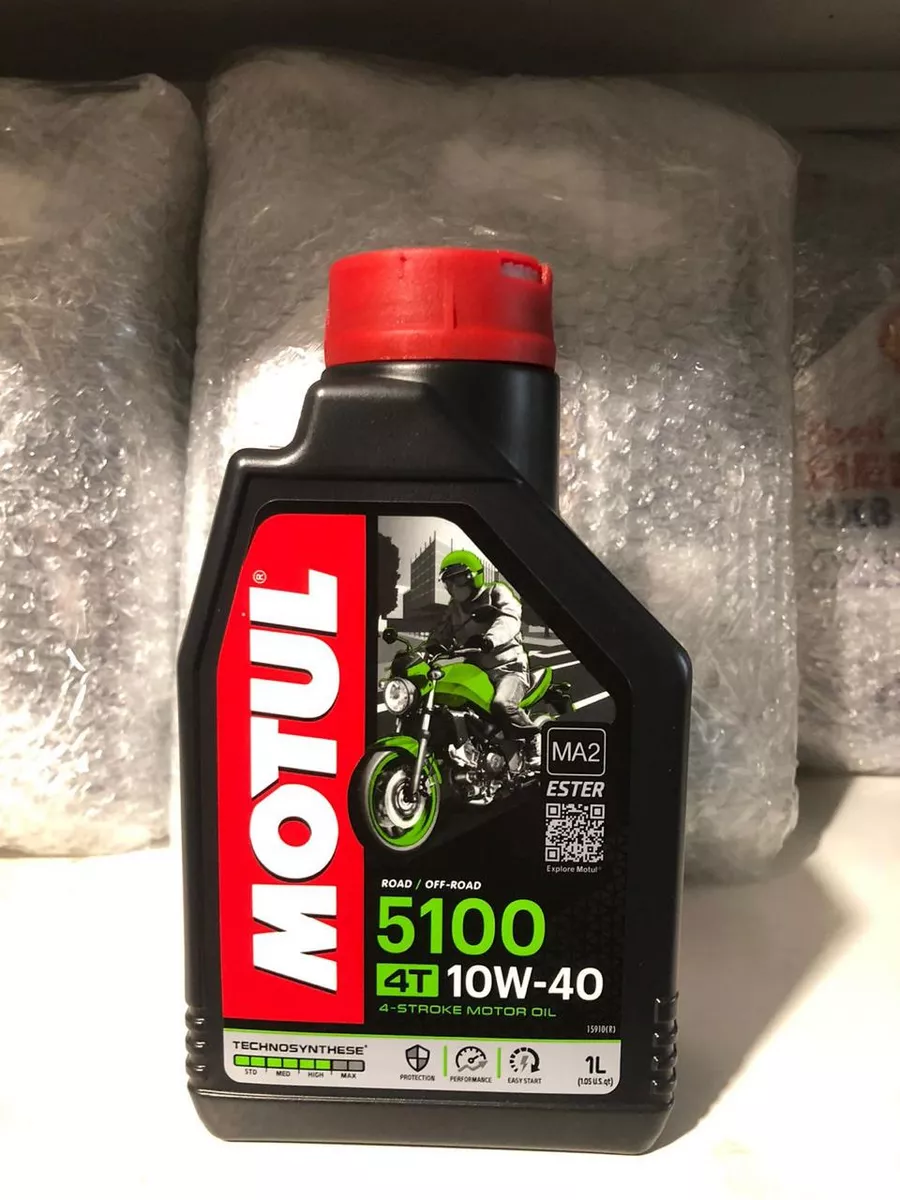 MOTUL®
MA2
ESTER
Explore Motul®
ROAD / OFF-ROAD
5100
4T 10W-40
4-STROKE MOTOR OIL
15910(R)
TECHNOSYNTHESE®
STD MED HIGH MAX
PROTECTION PERFORMANCE EASY START
1L
(1.05 U.S. qt)